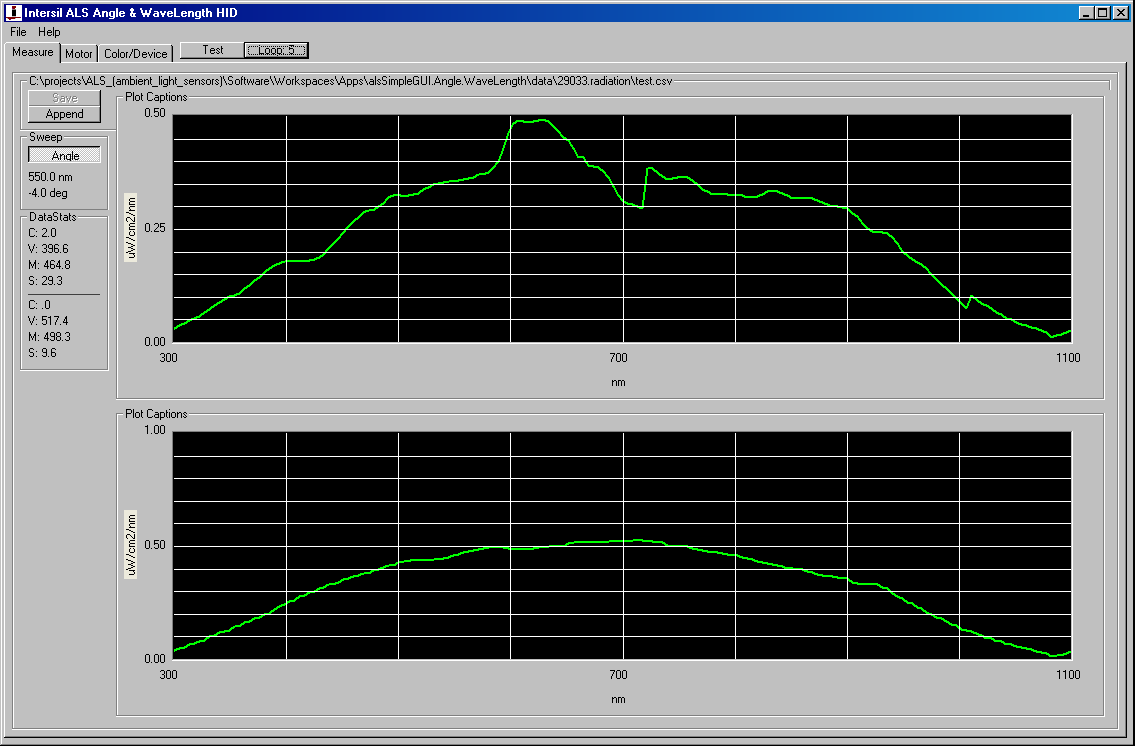 Intersil ALS Angle & WaveLength HID
File Help
Measure Motor Color/Device Test Loop: 5
C:\projects\ALS_(ambient_light_sensors)\Software\Workspaces\Apps\alsSimpleGUI.Angle.WaveLength\data\29033.radiation\test.csv
Save
Append
Sweep
Angle
550.0 nm
-4.0 deg
DataStats
C: 2.0
V: 396.6
M: 464.8
S: 29.3
C: .0
V: 517.4
M: 498.3
S: 9.6
Plot Captions
0.50
0.25
0.00
uW/cm2/nm
300 700 1100
nm
Plot Captions
1.00
0.50
0.00
uW/cm2/nm
300 700 1100
nm